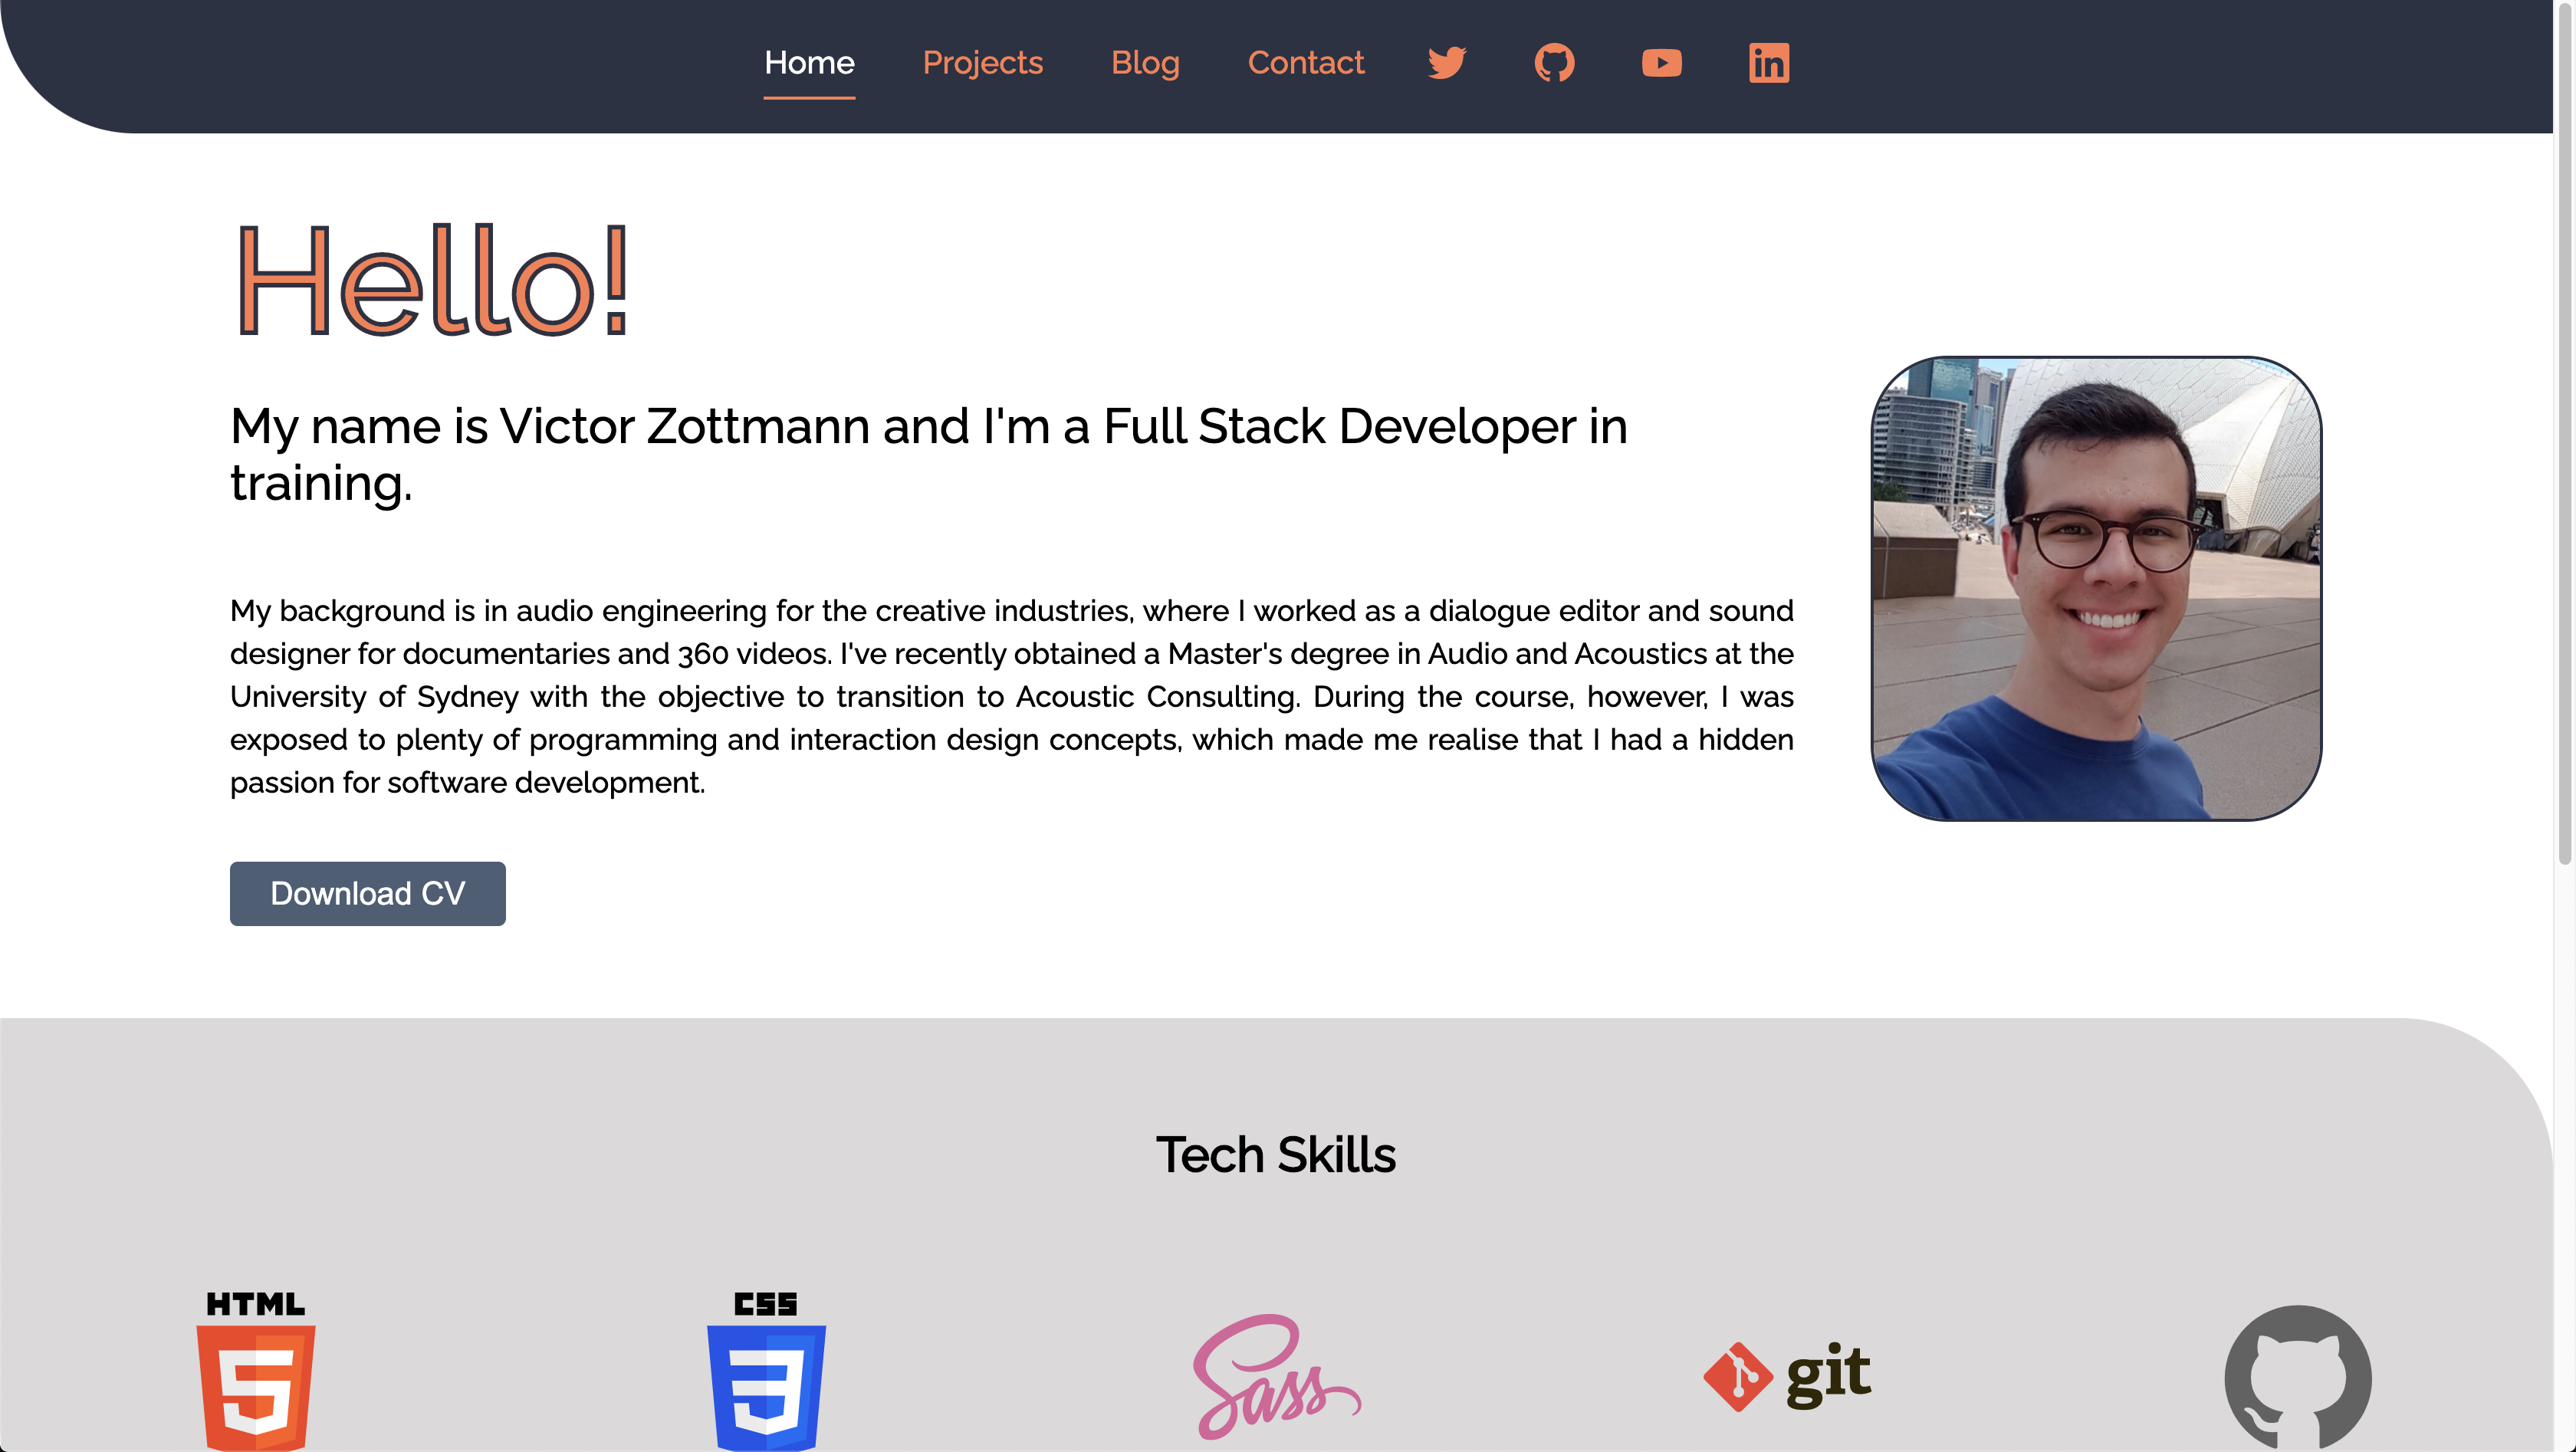 Home Projects Blog Contact
Hello!
My name is Victor Zottmann and I'm a Full Stack Developer in
training.
My background is in audio engineering for the creative industries, where I worked as a dialogue editor and sound
designer for documentaries and 360 videos. I've recently obtained a Master's degree in Audio and Acoustics at the
University of Sydney with the objective to transition to Acoustic Consulting. During the course, however, I was
exposed to plenty of programming and interaction design concepts, which made me realise that I had a hidden
passion for software development.
Download CV
Tech Skills
HTML CSS
5 3 Sass git